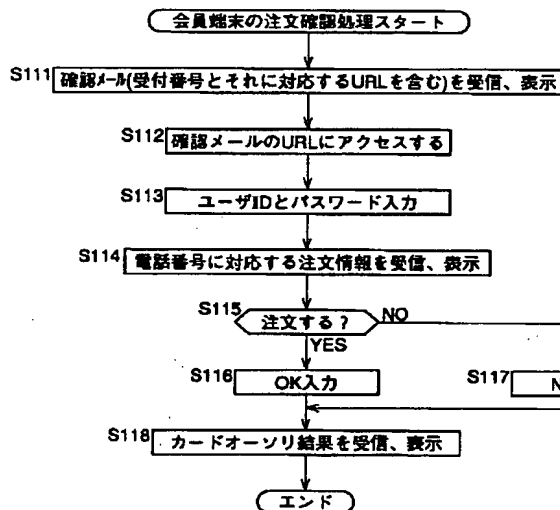 会員端末の注文確認処理スタート
S111 確認メール(受付番号とそれに対応するURLを含む)を受信、表示
S112 確認メールのURLにアクセスする
S113 ユーザIDとパスワード入力
S114 電話番号に対応する注文情報を受信、表示
S115 注文する？ NO
YES
S116 OK入力 S117 N
S118 カードオーソリ結果を受信、表示
エンド